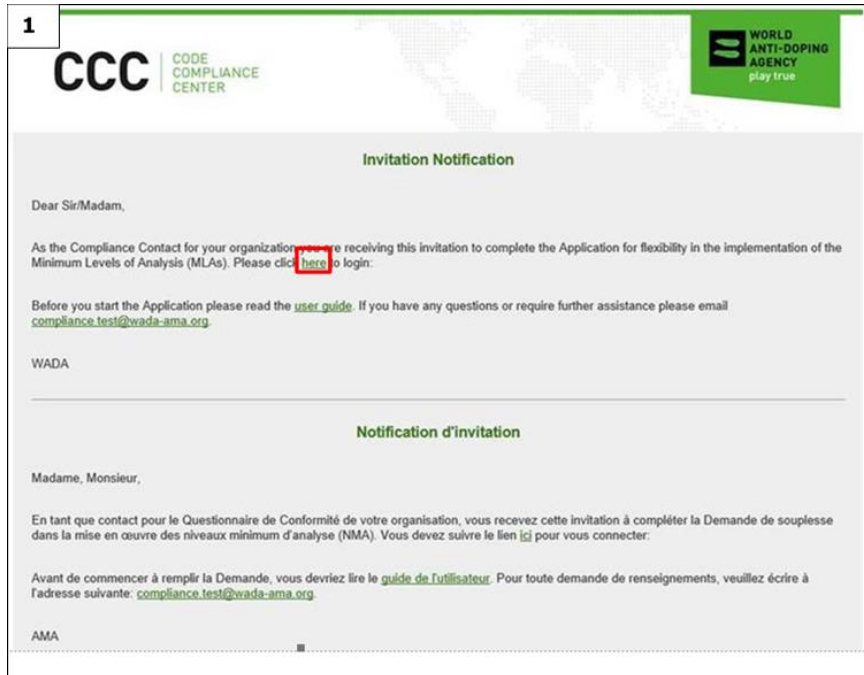 1
CCC
CODE
COMPLIANCE
CENTER
WORLD
ANTI-DOPING
AGENCY
play true
Invitation Notification
Dear Sir/Madam,
As the Compliance Contact for your organization you are receiving this invitation to complete the Application for flexibility in the implementation of the
Minimum Levels of Analysis (MLAs). Please click here to login:
Before you start the Application please read the user guide. If you have any questions or require further assistance please email
compliance.test@wada-ama.org.
WADA
Notification d'invitation
Madame, Monsieur,
En tant que contact pour le Questionnaire de Conformité de votre organisation, vous recevez cette invitation à compléter la Demande de souplesse
dans la mise en œuvre des niveaux minimum d'analyse (NMA). Vous devez suivre le lien ici pour vous connecter:
Avant de commencer à remplir la Demande, vous devriez lire le guide de l'utilisateur. Pour toute demande de renseignements, veuillez écrire à
l'adresse suivante: compliance.test@wada-ama.org.
AMA